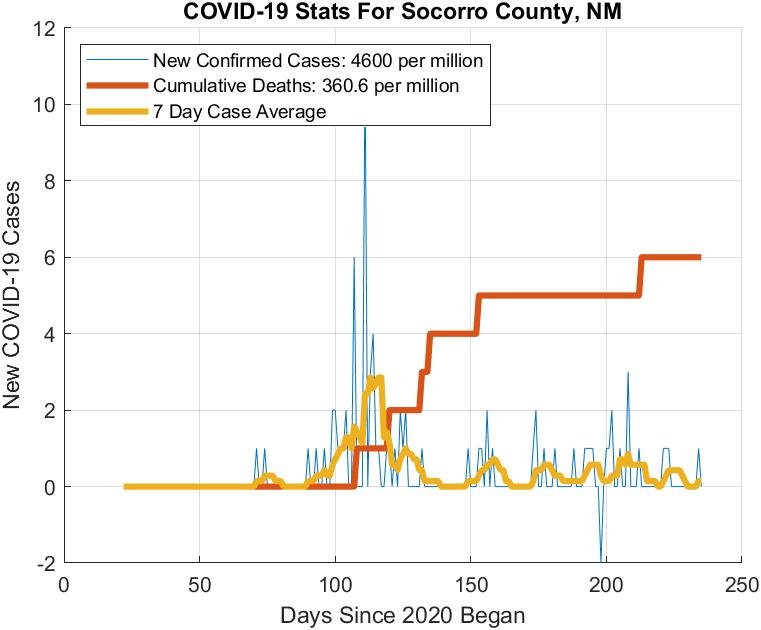 COVID-19 Stats For Socorro County, NM
New Confirmed Cases: 4600 per million
Cumulative Deaths: 360.6 per million
7 Day Case Average
New COVID-19 Cases
12
10
8
6
4
2
0
-2
0 50 100 150 200 250
Days Since 2020 Began